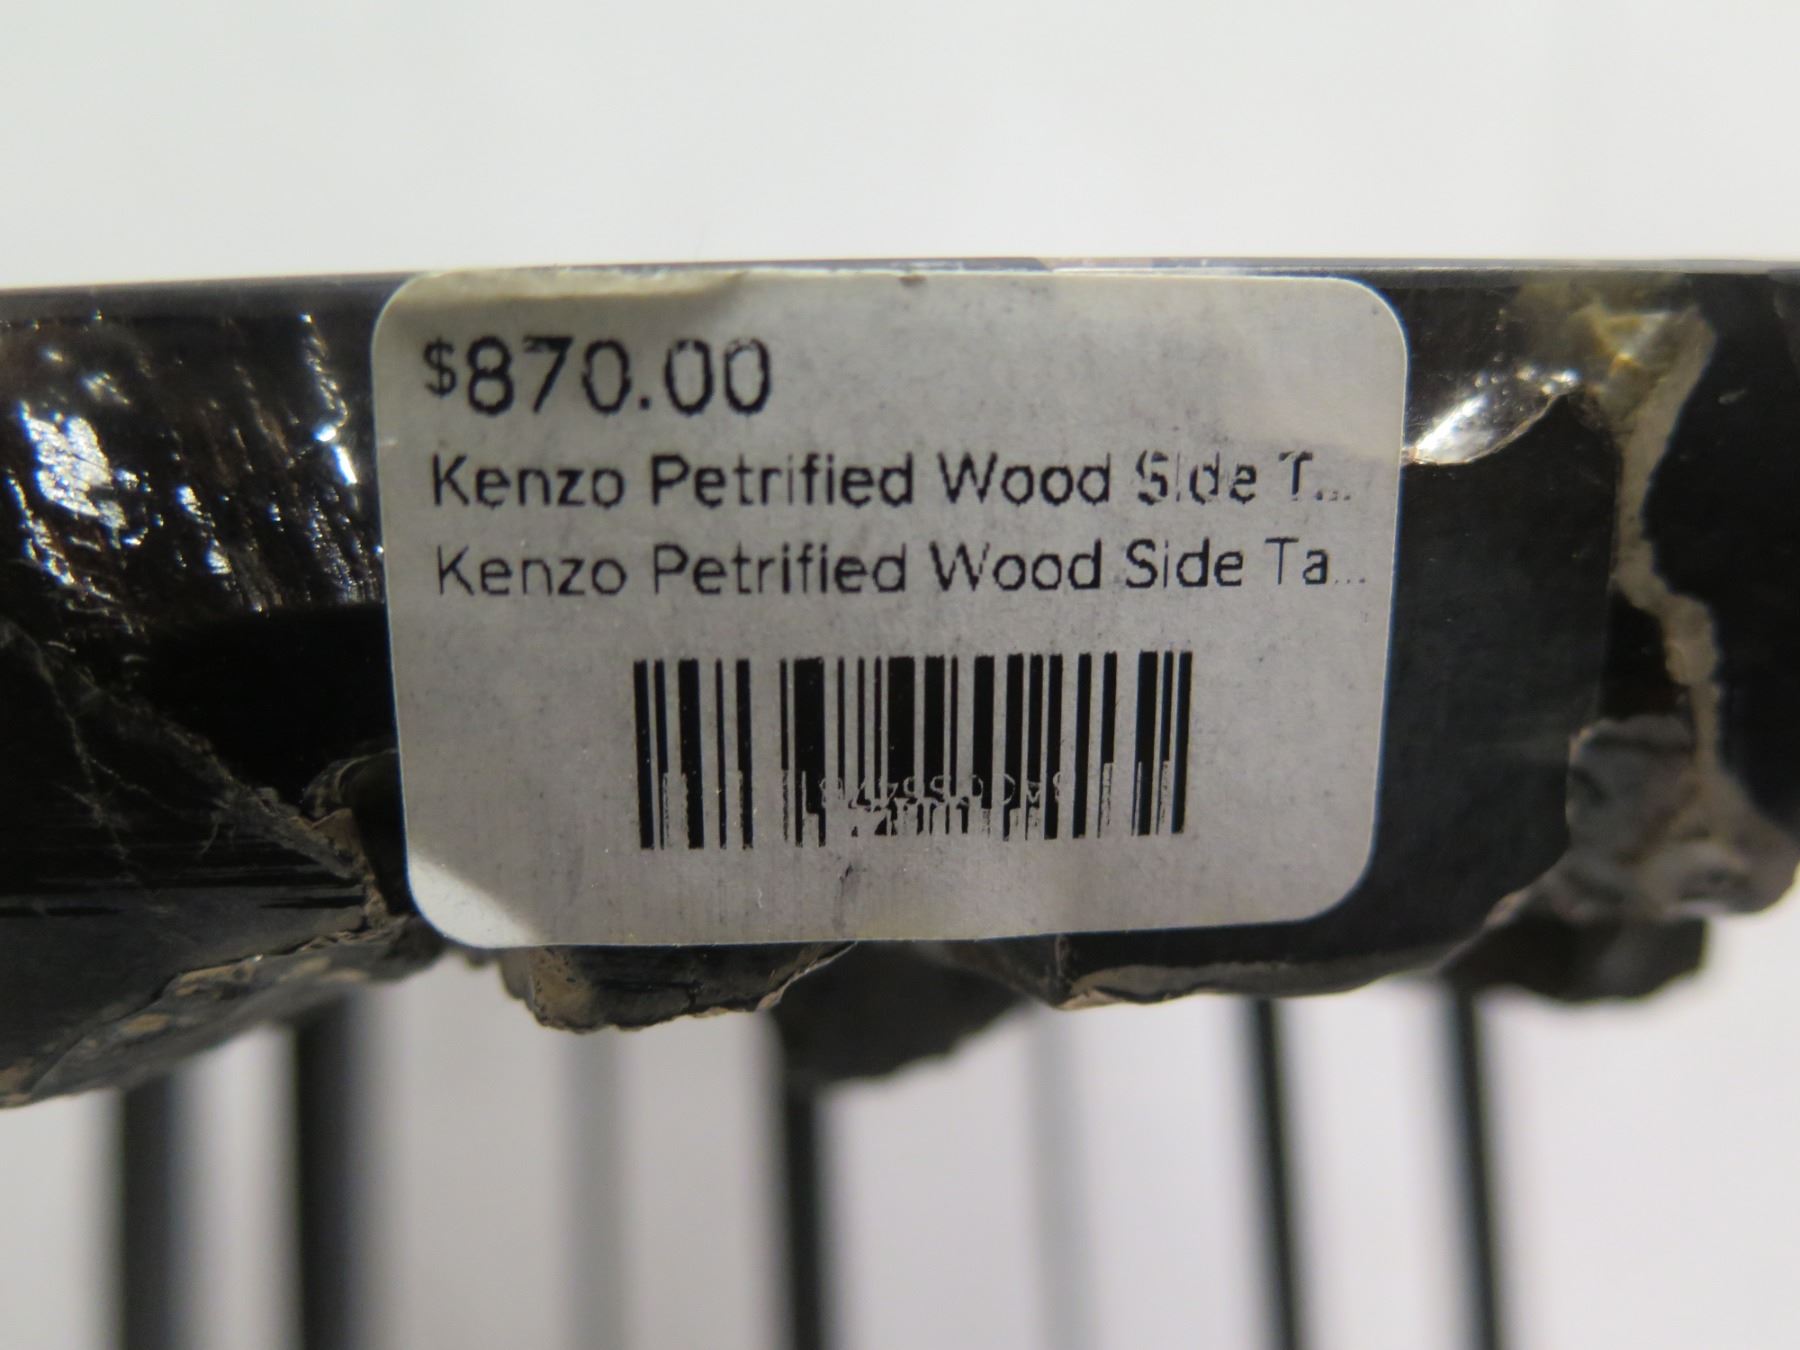 $870.00
Kenzo Petrified Wood Side T...
Kenzo Petrified Wood Side Ta...